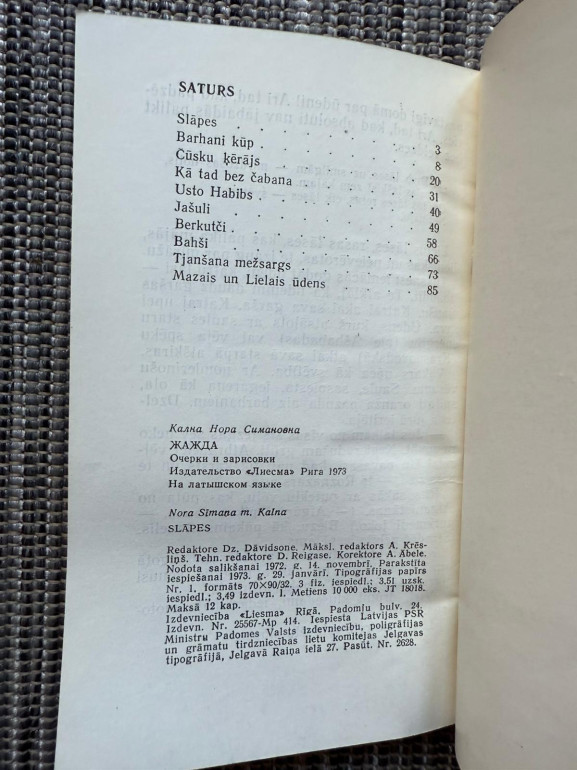 SATURS
Slāpes . . . . . . . . 3
Barhani kūp . . . . . . . 8
Čūsku ķērājs . . . . . . 20
Kā tad bez čabana . . . . . 31
Usto Habibs . . . . . . . 40
Jašuli . . . . . . . . 49
Berkutči . . . . . . . . 58
Bahši . . . . . . . . 66
Tjanšana mežsargs . . . . . 73
Mazais un Lielais ūdens . . . . 85
Кална Нора Симановна
ЖАЖДА
Очерки и зарисовки
Издательство «Лиесма» Рига 1973
На латышском языке
Nora Sīmaņa m. Kalna
SLĀPES
Redaktore Dz. Dāvidsone. Māksl. redaktors A. Krēs-
liņš. Tehn. redaktore D. Reigase. Korektore A. Abele.
Nodota salikšanai 1972. g. 14. novembrī. Parakstīta
iespiešanai 1973. g. 29. janvārī. Tipogrāfijas papīrs
Nr. 1, formāts 70×90/32. 3 fiz. iespiedl.; 3,51 uzsk.
iespiedl.; 3,49 izdevn. l. Metiens 10 000 eks. JT 18018.
Maksā 12 kap.
Izdevniecība «Liesma» Rīgā, Padomju bulv. 24.
Izdevn. Nr. 25567-Mp 414. Iespiesta Latvijas PSR
Ministru Padomes Valsts izdevniecību, poligrāfijas
un grāmatu tirdzniecības lietu komitejas Jelgavas
tipogrāfijā, Jelgavā Raiņa ielā 27. Pasūt. Nr. 2628.